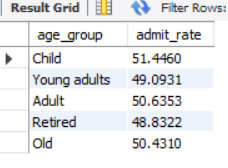 Result Grid Filter Rows:
age_group admit_rate
Child 51.4460
Young adults 49.0931
Adult 50.6353
Retired 48.8322
Old 50.4310